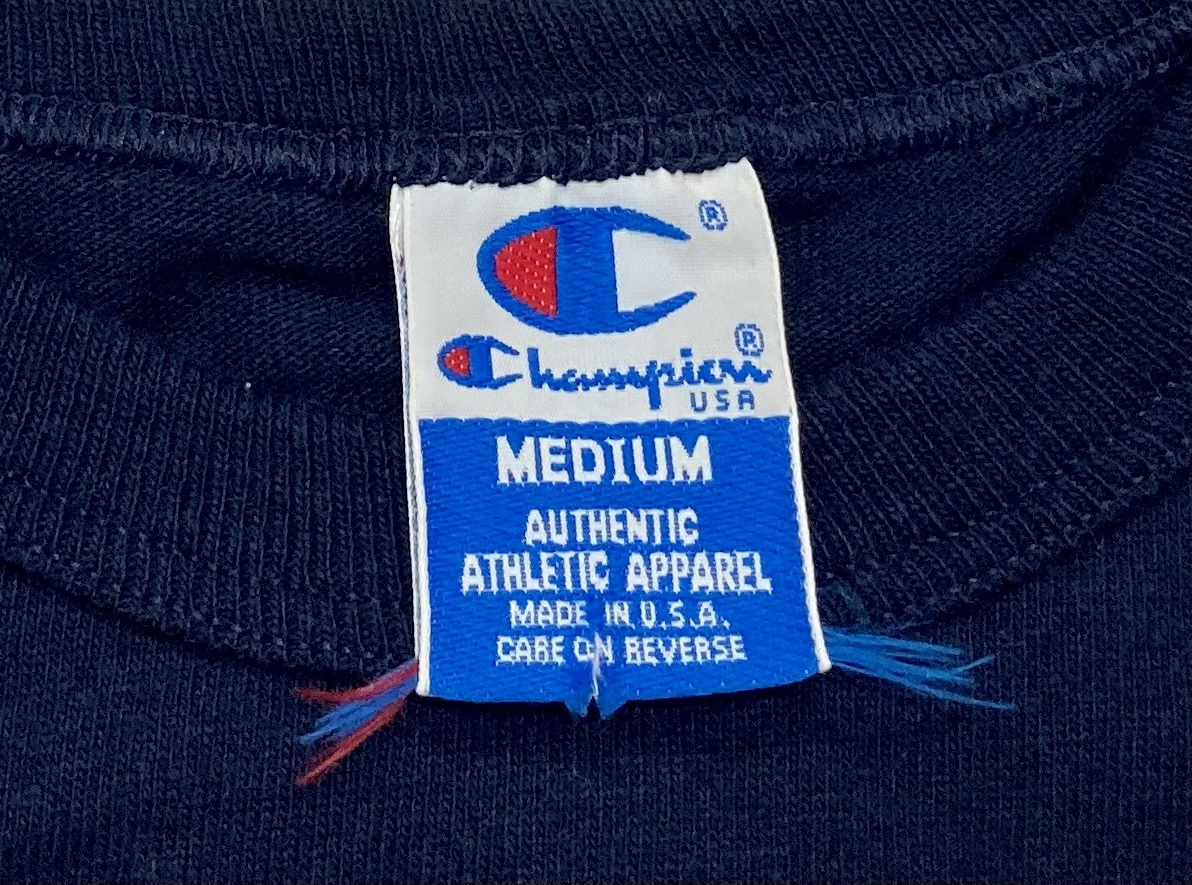 ®
Champion®
USA
MEDIUM
AUTHENTIC
ATHLETIC APPAREL
MADE IN U.S.A.
CARE ON REVERSE